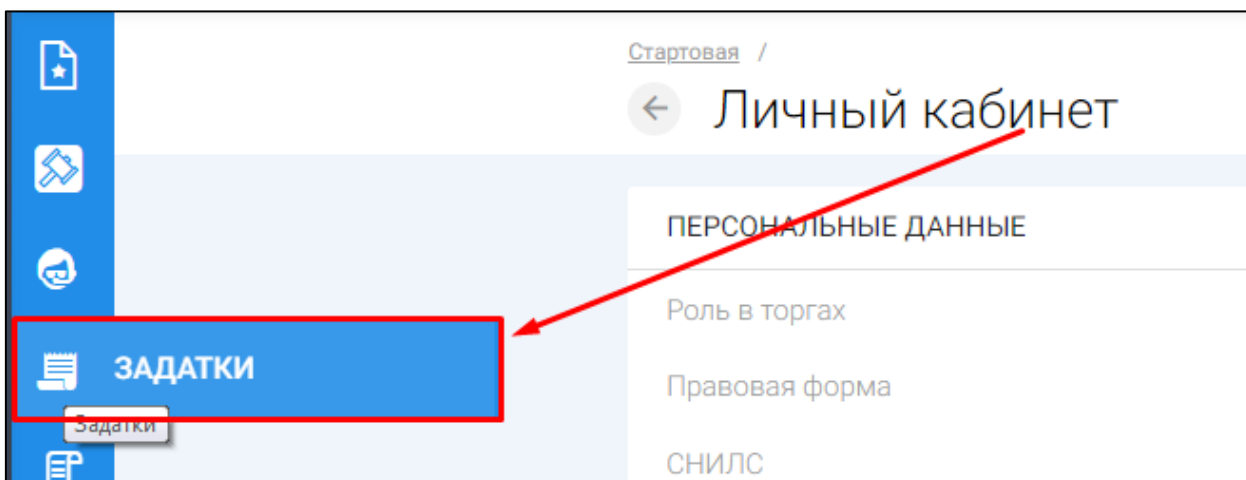 Стартовая /
Личный кабинет
ПЕРСОНАЛЬНЫЕ ДАННЫЕ
Роль в торгах
ЗАДАТКИ
Правовая форма
Задатки
СНИЛС